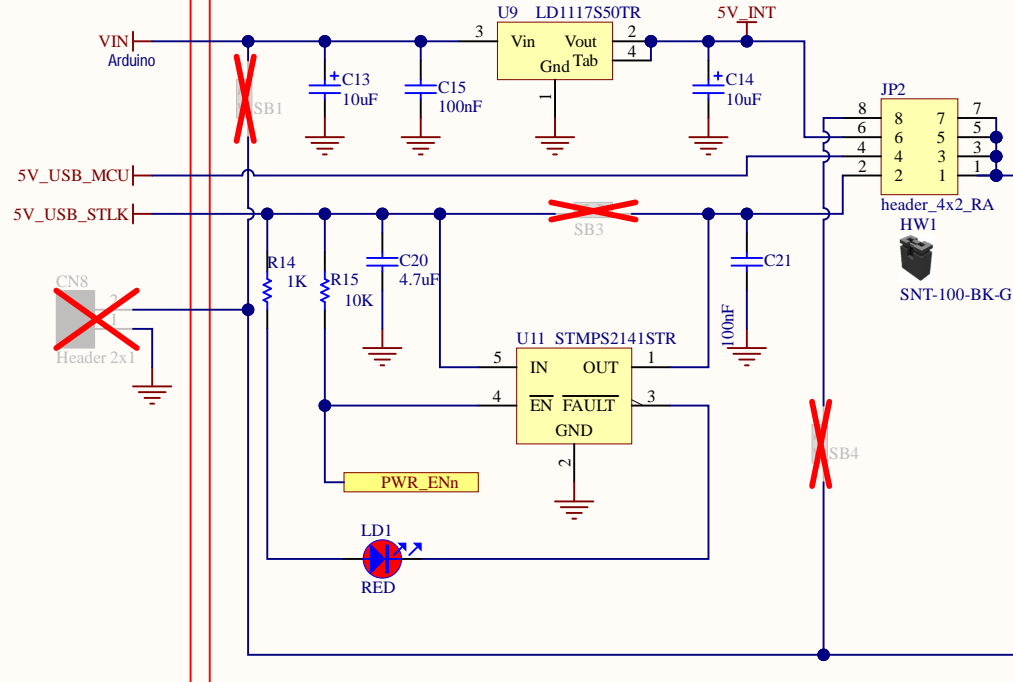 U9 LD1117S50TR
5V_INT
VIN
Arduino
3 Vin Vout 2
Tab 4
Gnd
1
C13
10uF
C15
100nF
C14
10uF
SB1
JP2
8 8 7 7
6 6 5 5
4 4 3 3
2 2 1 1
header_4x2_RA
HW1
SNT-100-BK-G
5V_USB_MCU
5V_USB_STLK
SB3
R14
1K
R15
10K
C20
4.7uF
C21
100nF
CN8
2
1
Header 2x1
U11 STMPS2141STR
5 IN OUT 1
4 EN FAULT 3
GND
2
PWR_ENn
SB4
LD1
RED